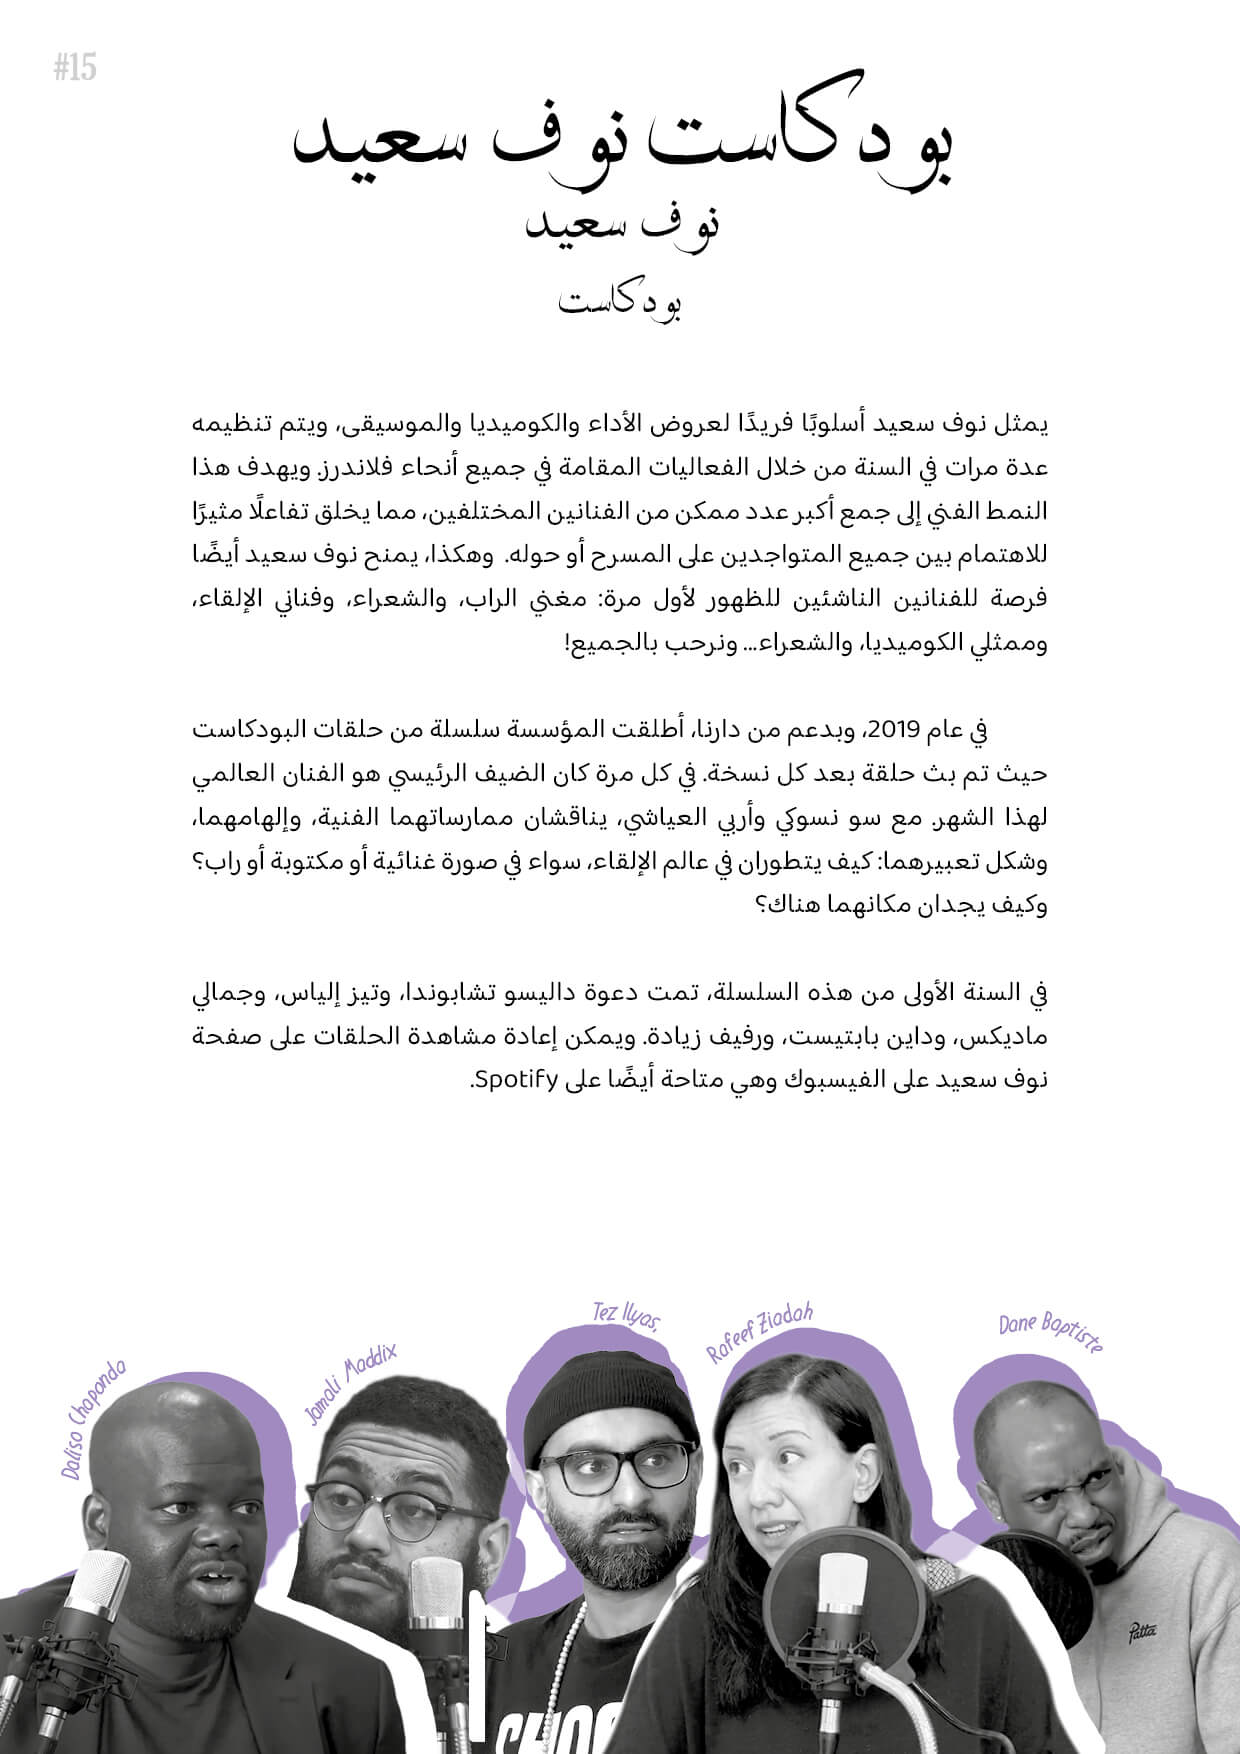 #15
بودكاست نوف سعيد
نوف سعيد
بودكاست
يمثل نوف سعيد أسلوبًا فريدًا لعروض الأداء والكوميديا والموسيقى، ويتم تنظيمه
عدة مرات في السنة من خلال الفعاليات المقامة في جميع أنحاء فلاندرز. ويهدف هذا
النمط الفني إلى جمع أكبر عدد ممكن من الفنانين المختلفين، مما يخلق تفاعلًا مثيرًا
للاهتمام بين جميع المتواجدين على المسرح أو حوله. وهكذا، يمنح نوف سعيد أيضًا
فرصة للفنانين الناشئين للظهور لأول مرة: مغني الراب، والشعراء، وفناني الإلقاء،
وممثلي الكوميديا، والشعراء... ونرحب بالجميع!
في عام 2019، وبدعم من دارنا، أطلقت المؤسسة سلسلة من حلقات البودكاست
حيث تم بث حلقة بعد كل نسخة. في كل مرة كان الضيف الرئيسي هو الفنان العالمي
لهذا الشهر. مع سو نسوكي وأربي العياشي، يناقشان ممارساتهما الفنية، وإلهامهما،
وشكل تعبيرهما: كيف يتطوران في عالم الإلقاء، سواء في صورة غنائية أو مكتوبة أو راب؟
وكيف يجدان مكانهما هناك؟
في السنة الأولى من هذه السلسلة، تمت دعوة داليسو تشابوندا، وتيز إلياس، وجمالي
ماديكس، وداين بابتيست، ورفيف زيادة. ويمكن إعادة مشاهدة الحلقات على صفحة
نوف سعيد على الفيسبوك وهي متاحة أيضًا على Spotify.
Daliso Chaponda
Jamali Maddix
Tez Ilyas,
Rafeef Ziadah
Dane Baptiste
Patta